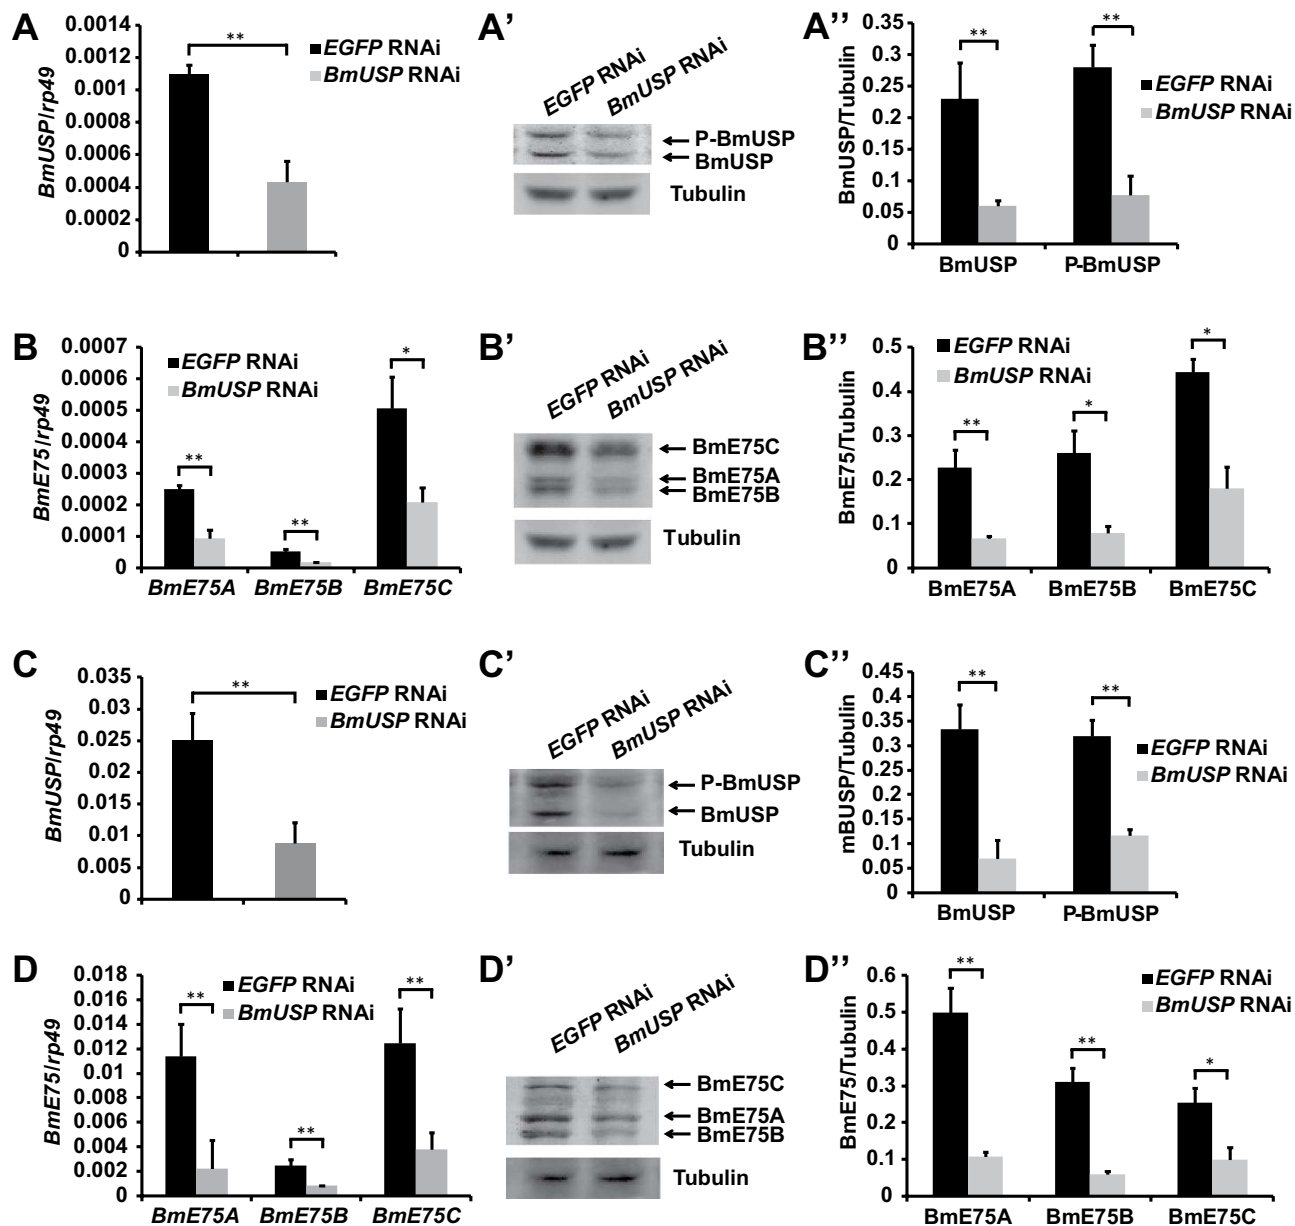 A
0.0014
0.0012
0.001
0.0008
0.0006
0.0004
0.0002
0
BmUSP/rp49
**
EGFP RNAi
BmUSP RNAi
A’
EGFP RNAi
BmUSP RNAi
P-BmUSP
BmUSP
Tubulin
A’’
0.35
0.3
0.25
0.2
0.15
0.1
0.05
0
BmUSP/Tubulin
**
**
EGFP RNAi
BmUSP RNAi
BmUSP
P-BmUSP
B
0.0007
0.0006
0.0005
0.0004
0.0003
0.0002
0.0001
0
BmE75/rp49
EGFP RNAi
BmUSP RNAi
**
**
*
BmE75A
BmE75B
BmE75C
B’
EGFP RNAi
BmUSP RNAi
BmE75C
BmE75A
BmE75B
Tubulin
B’’
0.5
0.4
0.3
0.2
0.1
0
BmE75/Tubulin
EGFP RNAi
BmUSP RNAi
**
*
*
BmE75A
BmE75B
BmE75C
C
0.035
0.03
0.025
0.02
0.015
0.01
0.005
0
BmUSP/rp49
**
EGFP RNAi
BmUSP RNAi
C’
EGFP RNAi
BmUSP RNAi
P-BmUSP
BmUSP
Tubulin
C’’
0.45
0.4
0.35
0.3
0.25
0.2
0.15
0.1
0.05
0
mBUSP/Tubulin
**
**
EGFP RNAi
BmUSP RNAi
BmUSP
P-BmUSP
D
0.018
0.016
0.014
0.012
0.01
0.008
0.006
0.004
0.002
0
BmE75/rp49
EGFP RNAi
BmUSP RNAi
**
**
**
BmE75A
BmE75B
BmE75C
D’
EGFP RNAi
BmUSP RNAi
BmE75C
BmE75A
BmE75B
Tubulin
D’’
0.6
0.5
0.4
0.3
0.2
0.1
0
BmE75/Tubulin
**
**
*
EGFP RNAi
BmUSP RNAi
BmE75A
BmE75B
BmE75C